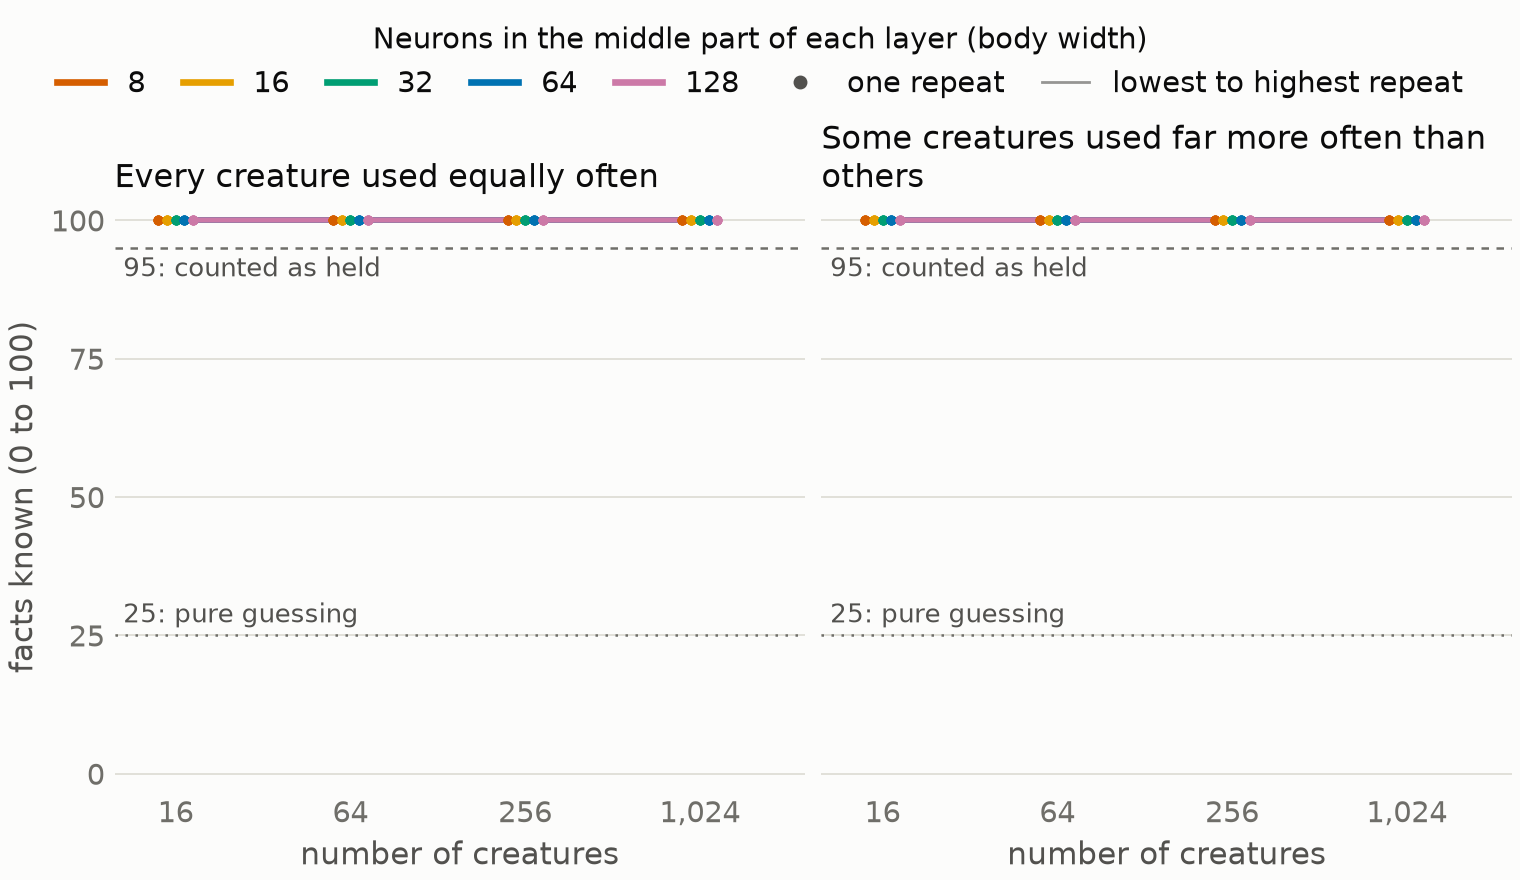 Neurons in the middle part of each layer (body width)
8 16 32 64 128 one repeat lowest to highest repeat
Every creature used equally often
Some creatures used far more often than
others
facts known (0 to 100)
100
95: counted as held
75
50
25: pure guessing
25
0
16 64 256 1,024
number of creatures
95: counted as held
25: pure guessing
16 64 256 1,024
number of creatures